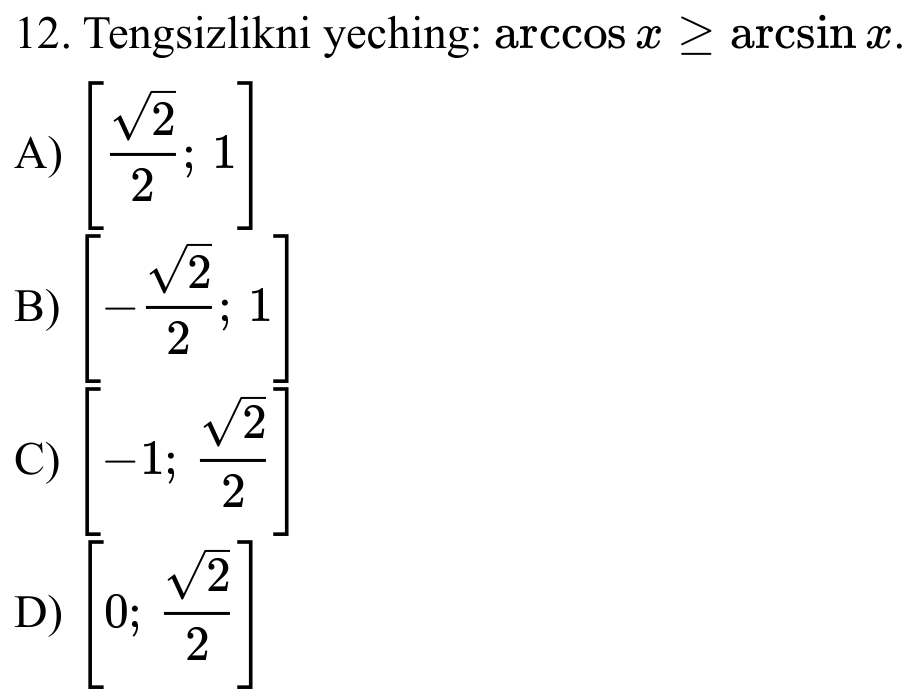 12. Tengsizlikni yeching: arccos x ≥ arcsin x.
A) [√2/2; 1]
B) [−√2/2; 1]
C) [−1; √2/2]
D) [0; √2/2]